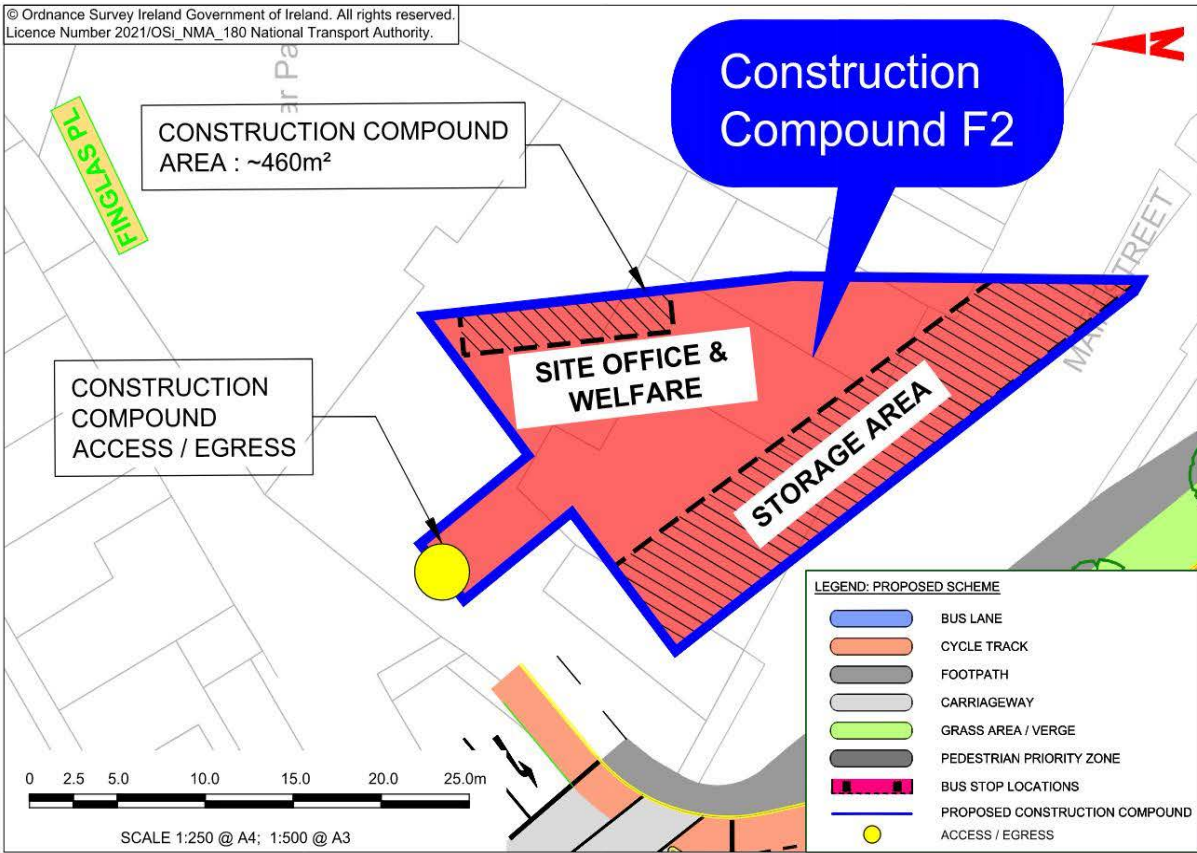 © Ordnance Survey Ireland Government of Ireland. All rights reserved.
Licence Number 2021/OSi_NMA_180 National Transport Authority.
ar Pa
N
Construction
Compound F2
FINGLAS PL
CONSTRUCTION COMPOUND
AREA : ~460m²
MAIN STREET
CONSTRUCTION
COMPOUND
ACCESS / EGRESS
SITE OFFICE &
WELFARE
STORAGE AREA
LEGEND: PROPOSED SCHEME
BUS LANE
CYCLE TRACK
FOOTPATH
CARRIAGEWAY
GRASS AREA / VERGE
PEDESTRIAN PRIORITY ZONE
BUS STOP LOCATIONS
PROPOSED CONSTRUCTION COMPOUND
ACCESS / EGRESS
0 2.5 5.0 10.0 15.0 20.0 25.0m
SCALE 1:250 @ A4; 1:500 @ A3